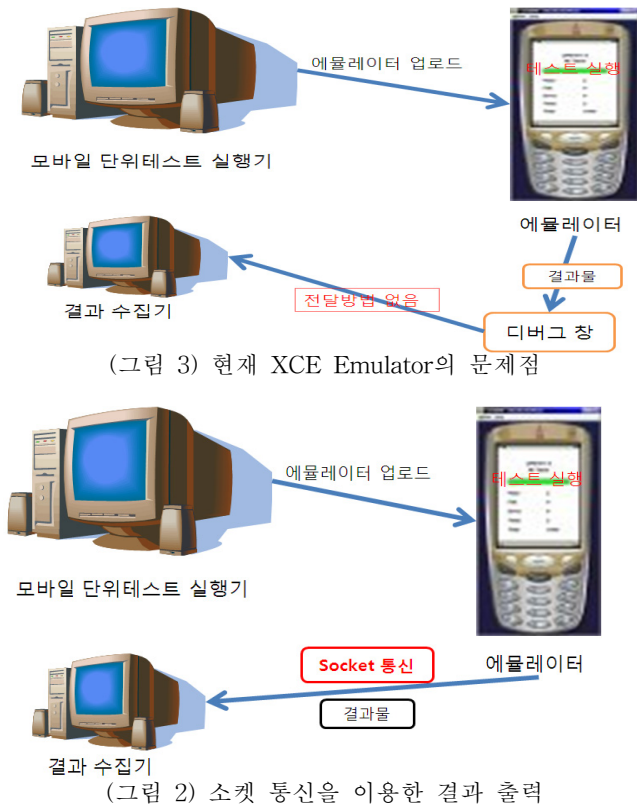 에뮬레이터 업로드
테스트 실행
모바일 단위테스트 실행기
에뮬레이터
결과물
전달방법 없음
결과 수집기
디버그 창
(그림 3) 현재 XCE Emulator의 문제점
에뮬레이터 업로드
테스트 실행
모바일 단위테스트 실행기
에뮬레이터
Socket 통신
결과물
결과 수집기
(그림 2) 소켓 통신을 이용한 결과 출력